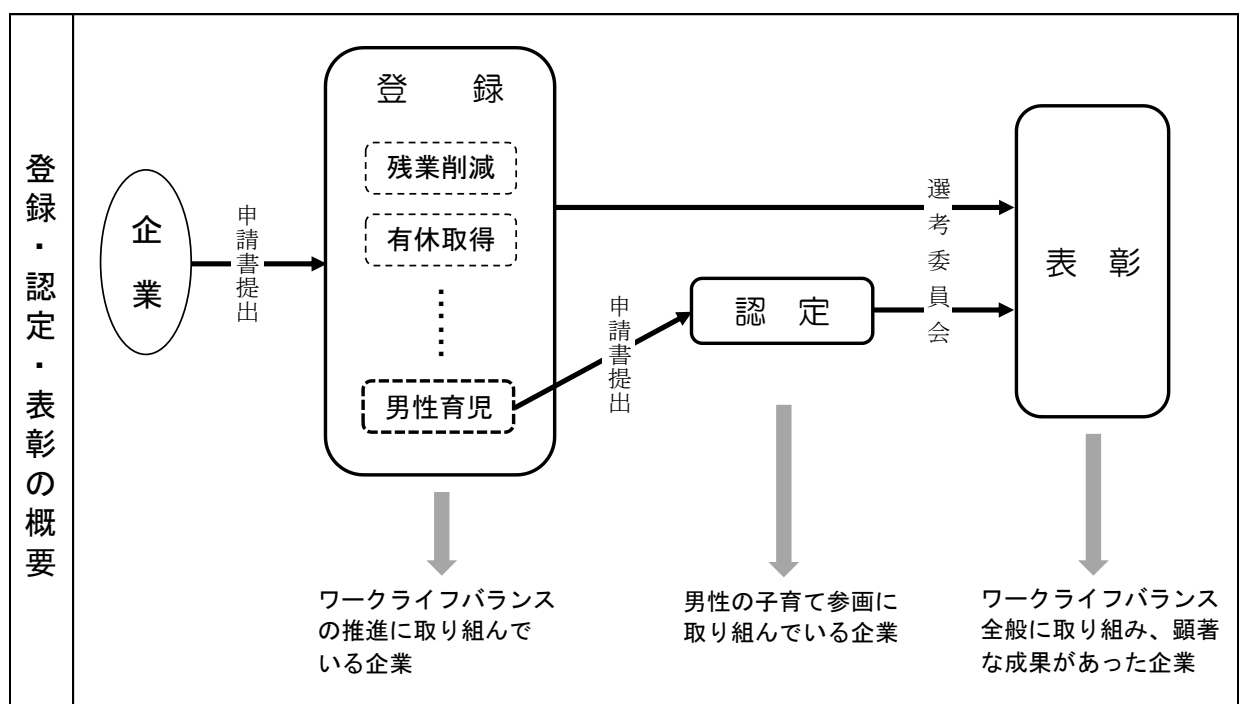 登録・認定・表彰の概要
企業
申請書提出
登 録
残業削減
有休取得
・・・・・・
男性育児
申請書提出
認 定
選考委員会
表 彰
ワークライフバランス
の推進に取り組んで
いる企業
男性の子育て参画に
取り組んでいる企業
ワークライフバランス
全般に取り組み、顕著
な成果があった企業